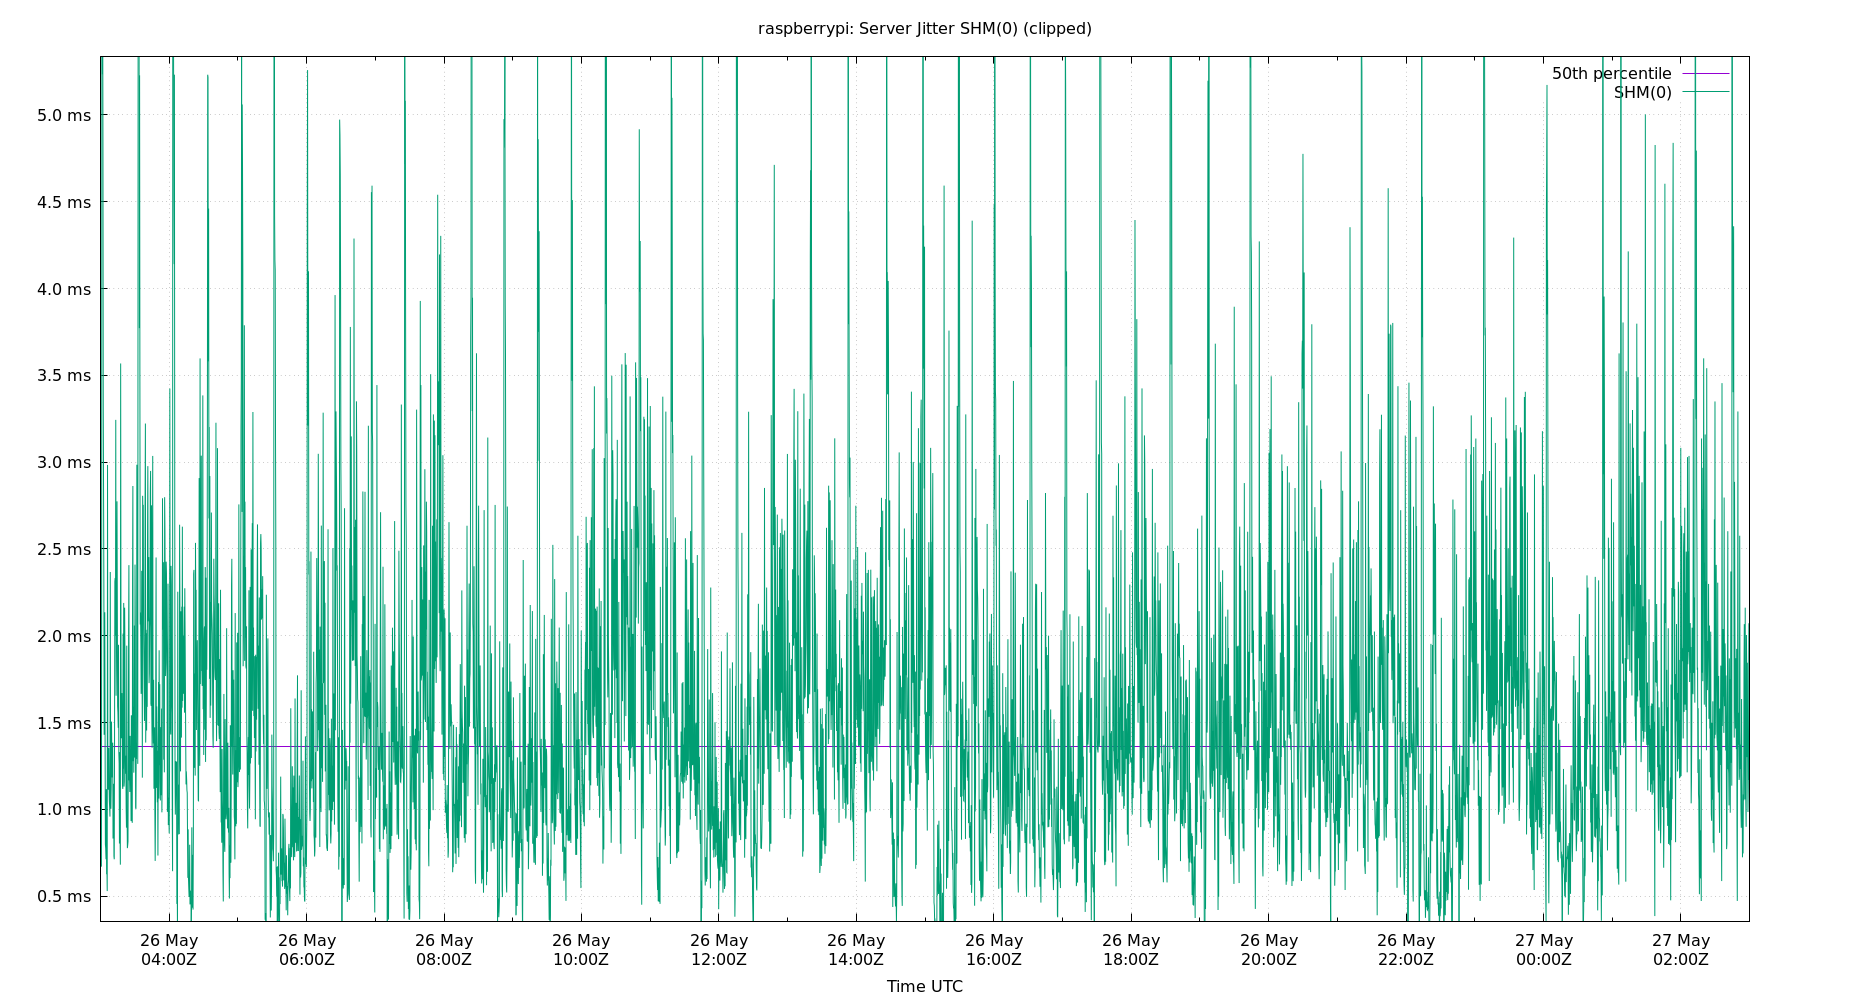 raspberrypi: Server Jitter SHM(0) (clipped)
50th percentile
SHM(0)
5.0 ms
4.5 ms
4.0 ms
3.5 ms
3.0 ms
2.5 ms
2.0 ms
1.5 ms
1.0 ms
0.5 ms
26 May 26 May 26 May 26 May 26 May 26 May 26 May 26 May 26 May 26 May 27 May 27 May
04:00Z 06:00Z 08:00Z 10:00Z 12:00Z 14:00Z 16:00Z 18:00Z 20:00Z 22:00Z 00:00Z 02:00Z
Time UTC